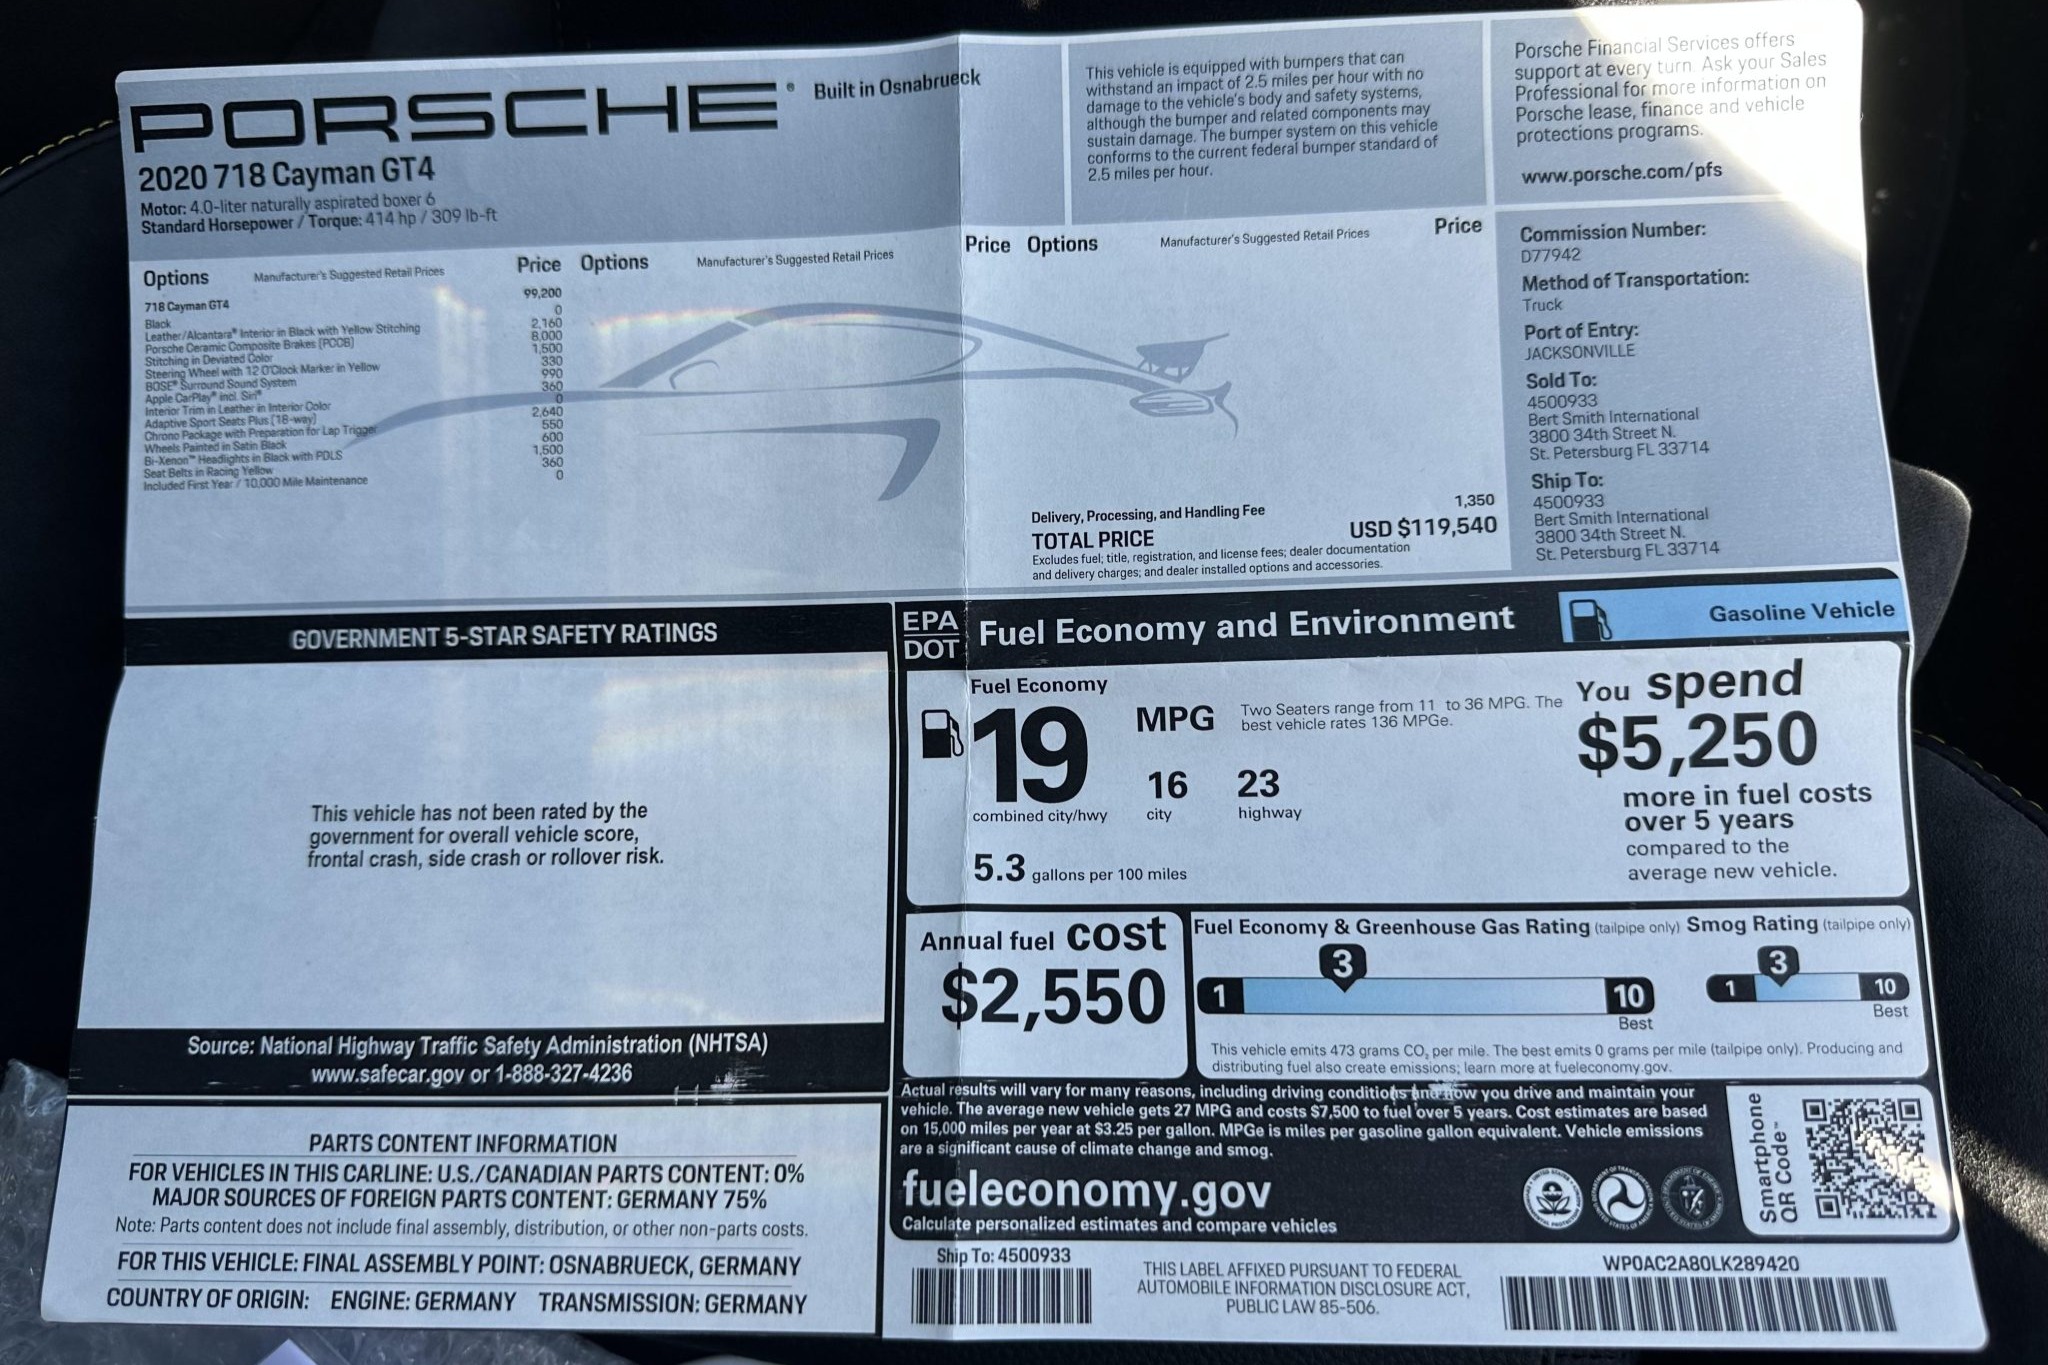 PORSCHE® Built in Osnabrueck
2020 718 Cayman GT4
Motor: 4.0-liter naturally aspirated boxer 6
Standard Horsepower / Torque: 414 hp / 309 lb-ft
This vehicle is equipped with bumpers that can
withstand an impact of 2.5 miles per hour with no
damage to the vehicle's body and safety systems,
although the bumper and related components may
sustain damage. The bumper system on this vehicle
conforms to the current federal bumper standard of
2.5 miles per hour.
Porsche Financial Services offers
support at every turn. Ask your Sales
Professional for more information on
Porsche lease, finance and vehicle
protections programs.
www.porsche.com/pfs
Options Manufacturer's Suggested Retail Prices Price Options Manufacturer's Suggested Retail Prices Price Options Manufacturer's Suggested Retail Prices Price
718 Cayman GT4 99,200
Black 0
Leather/Alcantara® Interior in Black with Yellow Stitching 2,160
Porsche Ceramic Composite Brakes (PCCB) 8,000
Stitching in Deviated Color 1,500
Steering Wheel with 12 O'Clock Marker in Yellow 330
BOSE® Surround Sound System 990
Apple CarPlay® incl. Siri® 360
Interior Trim in Leather in Interior Color 0
Adaptive Sport Seats Plus (18-way) 2,640
Chrono Package with Preparation for Lap Trigger 550
Wheels Painted in Satin Black 600
Bi-Xenon™ Headlights in Black with PDLS 1,500
Seat Belts in Racing Yellow 360
Included First Year / 10,000 Mile Maintenance 0
Delivery, Processing, and Handling Fee 1,350
TOTAL PRICE USD $119,540
Excludes fuel; title, registration, and license fees; dealer documentation
and delivery charges; and dealer installed options and accessories.
Commission Number:
D77942
Method of Transportation:
Truck
Port of Entry:
JACKSONVILLE
Sold To:
4500933
Bert Smith International
3800 34th Street N.
St. Petersburg FL 33714
Ship To:
4500933
Bert Smith International
3800 34th Street N.
St. Petersburg FL 33714
GOVERNMENT 5-STAR SAFETY RATINGS
This vehicle has not been rated by the
government for overall vehicle score,
frontal crash, side crash or rollover risk.
Source: National Highway Traffic Safety Administration (NHTSA)
www.safecar.gov or 1-888-327-4236
PARTS CONTENT INFORMATION
FOR VEHICLES IN THIS CARLINE: U.S./CANADIAN PARTS CONTENT: 0%
MAJOR SOURCES OF FOREIGN PARTS CONTENT: GERMANY 75%
Note: Parts content does not include final assembly, distribution, or other non-parts costs.
FOR THIS VEHICLE: FINAL ASSEMBLY POINT: OSNABRUECK, GERMANY
COUNTRY OF ORIGIN: ENGINE: GERMANY TRANSMISSION: GERMANY
EPA
DOT
Fuel Economy and Environment
Gasoline Vehicle
Fuel Economy
19 MPG
combined city/hwy
16
city
23
highway
Two Seaters range from 11 to 36 MPG. The
best vehicle rates 136 MPGe.
5.3 gallons per 100 miles
You spend
$5,250
more in fuel costs
over 5 years
compared to the
average new vehicle.
Annual fuel cost
$2,550
Fuel Economy & Greenhouse Gas Rating (tailpipe only)
3
1
10
Best
Smog Rating (tailpipe only)
3
1
10
Best
This vehicle emits 473 grams CO₂ per mile. The best emits 0 grams per mile (tailpipe only). Producing and
distributing fuel also create emissions; learn more at fueleconomy.gov.
Actual results will vary for many reasons, including driving conditions and how you drive and maintain your
vehicle. The average new vehicle gets 27 MPG and costs $7,500 to fuel over 5 years. Cost estimates are based
on 15,000 miles per year at $3.25 per gallon. MPGe is miles per gasoline gallon equivalent. Vehicle emissions
are a significant cause of climate change and smog.
fueleconomy.gov
Calculate personalized estimates and compare vehicles
Smartphone
QR Code™
Ship To: 4500933
THIS LABEL AFFIXED PURSUANT TO FEDERAL
AUTOMOBILE INFORMATION DISCLOSURE ACT,
PUBLIC LAW 85-506.
WP0AC2A80LK289420